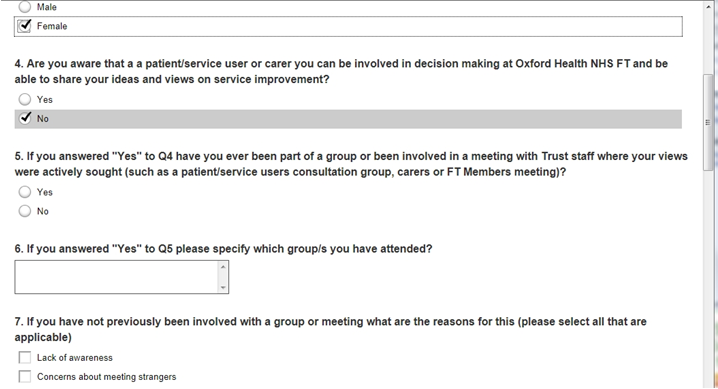 Male
Female
4. Are you aware that a a patient/service user or carer you can be involved in decision making at Oxford Health NHS FT and be
able to share your ideas and views on service improvement?
Yes
No
5. If you answered "Yes" to Q4 have you ever been part of a group or been involved in a meeting with Trust staff where your views
were actively sought (such as a patient/service users consultation group, carers or FT Members meeting)?
Yes
No
6. If you answered "Yes" to Q5 please specify which group/s you have attended?
7. If you have not previously been involved with a group or meeting what are the reasons for this (please select all that are
applicable)
Lack of awareness
Concerns about meeting strangers